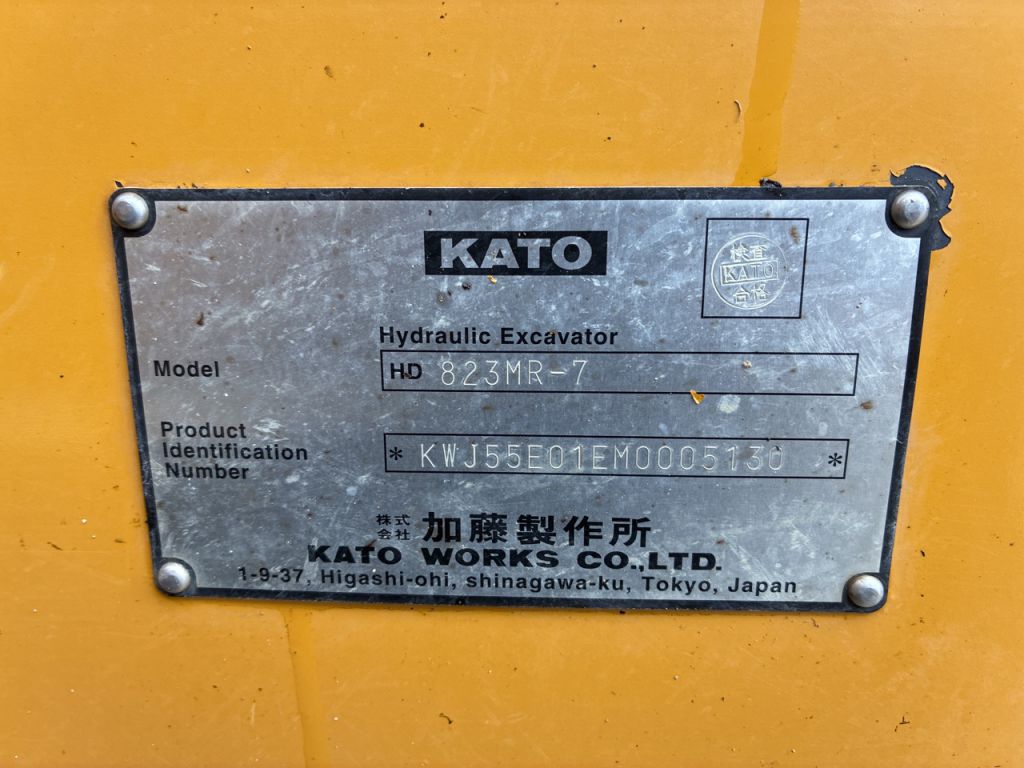 KATO
検査
KATO
合格
Hydraulic Excavator
Model HD 823MR-7
Product
Identification
Number
* KWJ55E01EM0005130 *
株式会社 加藤製作所
KATO WORKS CO.,LTD.
1-9-37, Higashi-ohi, shinagawa-ku, Tokyo, Japan